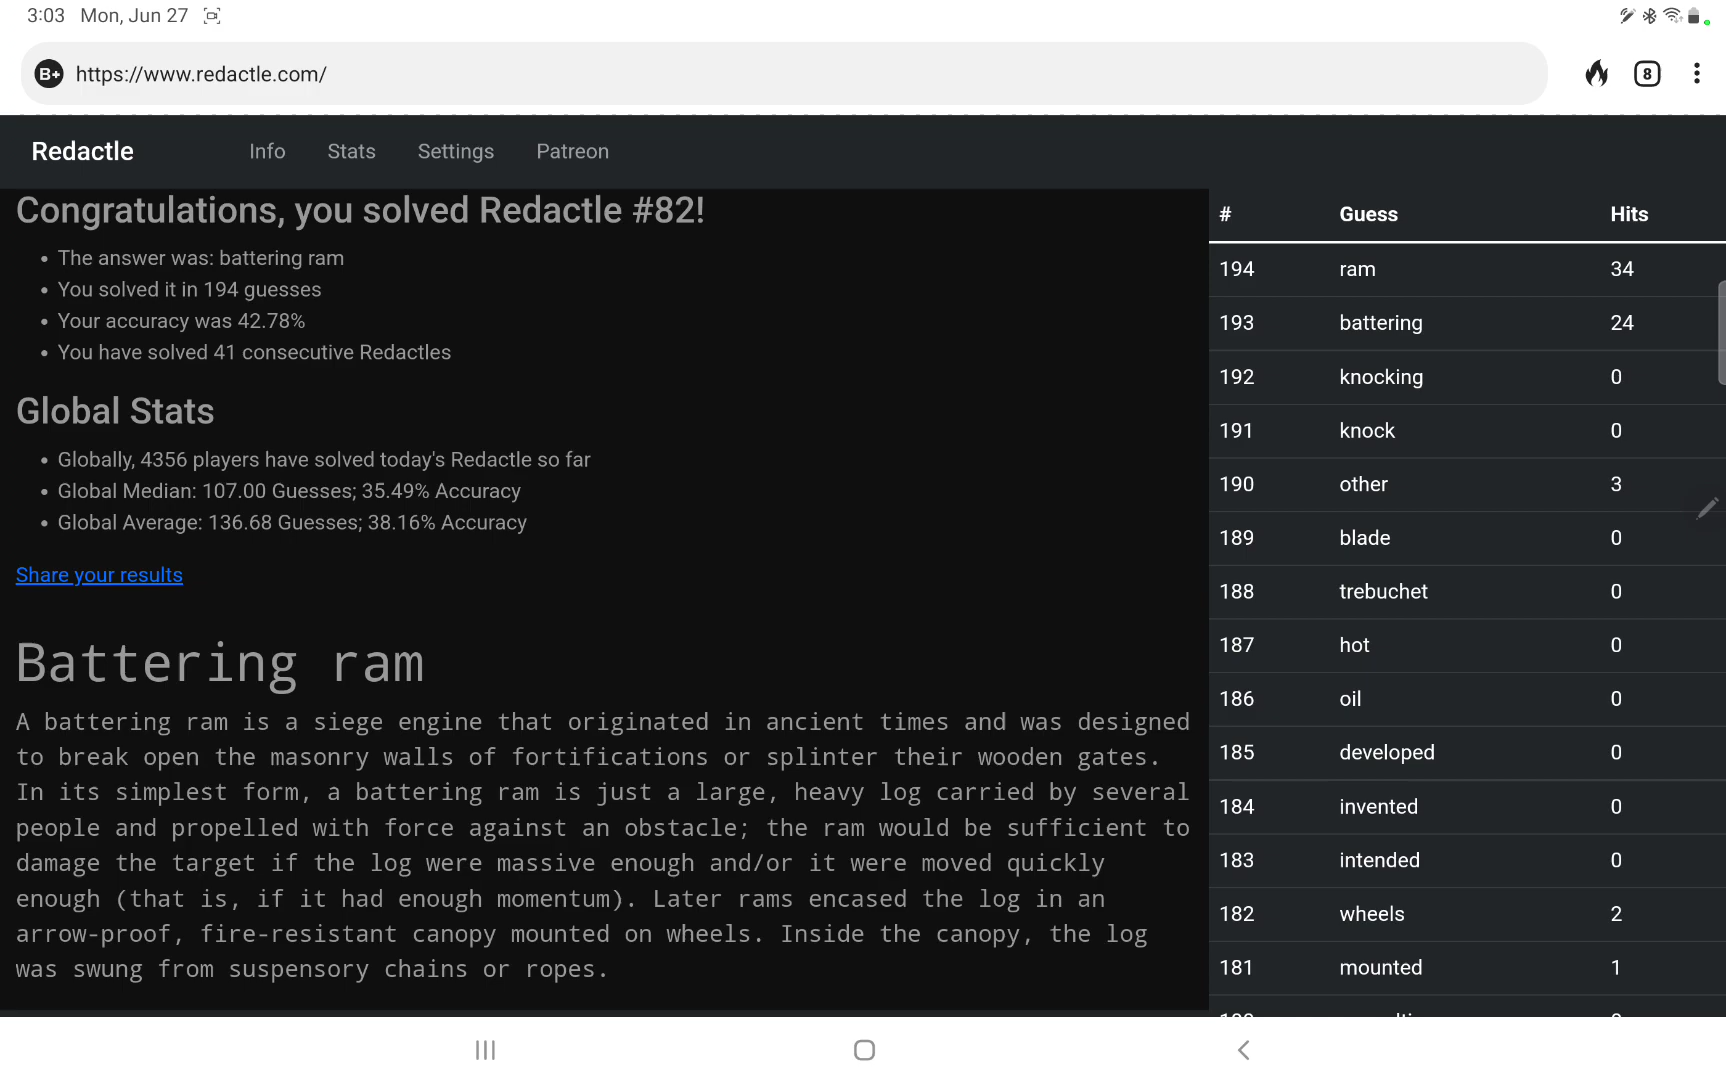 3:03 Mon, Jun 27
B+ https://www.redactle.com/ 8
Redactle Info Stats Settings Patreon
Congratulations, you solved Redactle #82!
• The answer was: battering ram
• You solved it in 194 guesses
• Your accuracy was 42.78%
• You have solved 41 consecutive Redactles
Global Stats
• Globally, 4356 players have solved today's Redactle so far
• Global Median: 107.00 Guesses; 35.49% Accuracy
• Global Average: 136.68 Guesses; 38.16% Accuracy
Share your results
Battering ram
A battering ram is a siege engine that originated in ancient times and was designed
to break open the masonry walls of fortifications or splinter their wooden gates.
In its simplest form, a battering ram is just a large, heavy log carried by several
people and propelled with force against an obstacle; the ram would be sufficient to
damage the target if the log were massive enough and/or it were moved quickly
enough (that is, if it had enough momentum). Later rams encased the log in an
arrow-proof, fire-resistant canopy mounted on wheels. Inside the canopy, the log
was swung from suspensory chains or ropes.
# Guess Hits
194 ram 34
193 battering 24
192 knocking 0
191 knock 0
190 other 3
189 blade 0
188 trebuchet 0
187 hot 0
186 oil 0
185 developed 0
184 invented 0
183 intended 0
182 wheels 2
181 mounted 1